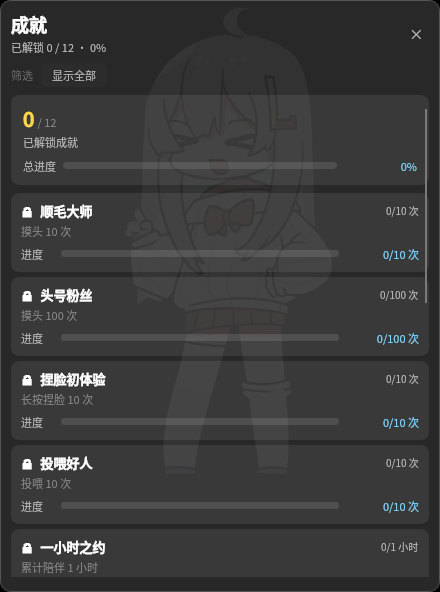 成就
已解锁 0 / 12 · 0%
筛选 显示全部
0 / 12
已解锁成就
总进度 0%
顺毛大师 0/10 次
摸头 10 次
进度 0/10 次
头号粉丝 0/100 次
摸头 100 次
进度 0/100 次
捏脸初体验 0/10 次
长按捏脸 10 次
进度 0/10 次
投喂好人 0/10 次
投喂 10 次
进度 0/10 次
一小时之约 0/1 小时
累计陪伴 1 小时